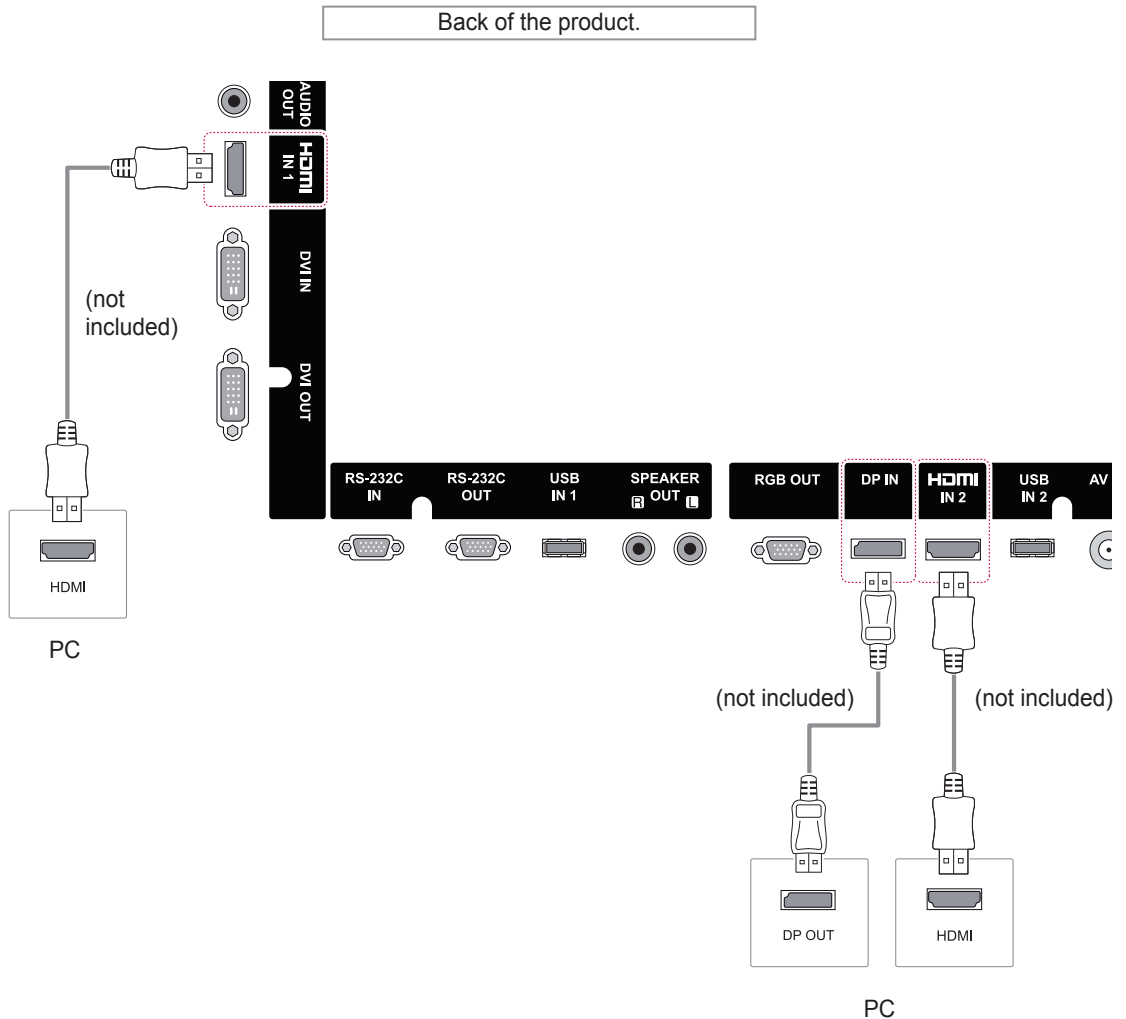 Back of the product.
AUDIO
OUT
HDMI
IN 1
DVI IN
DVI OUT
(not
included)
HDMI
PC
RS-232C
IN
RS-232C
OUT
USB
IN 1
SPEAKER
R OUT L
RGB OUT
DP IN
HDMI
IN 2
USB
IN 2
AV
(not included)
(not included)
DP OUT
HDMI
PC